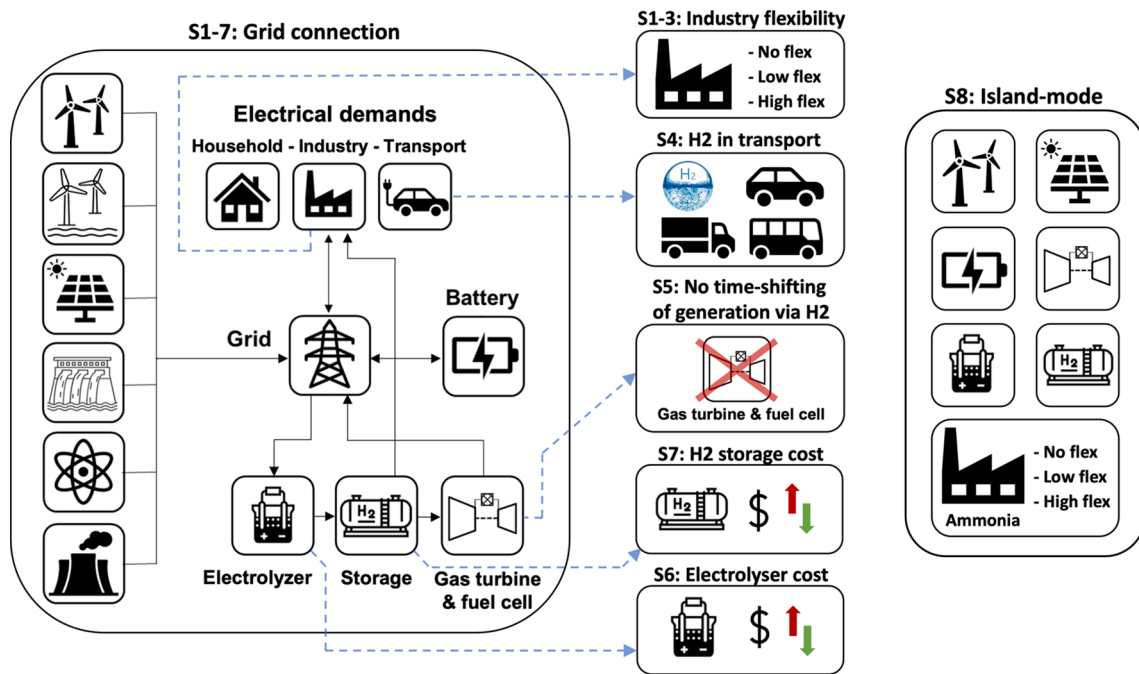 S1-7: Grid connection
Electrical demands
Household - Industry - Transport
Grid
Battery
H2
Electrolyzer
Storage
Gas turbine
& fuel cell
S1-3: Industry flexibility
- No flex
- Low flex
- High flex
S4: H2 in transport
H2
S5: No time-shifting
of generation via H2
Gas turbine & fuel cell
S7: H2 storage cost
H2
$
S6: Electrolyser cost
$
S8: Island-mode
H2
- No flex
- Low flex
- High flex
Ammonia